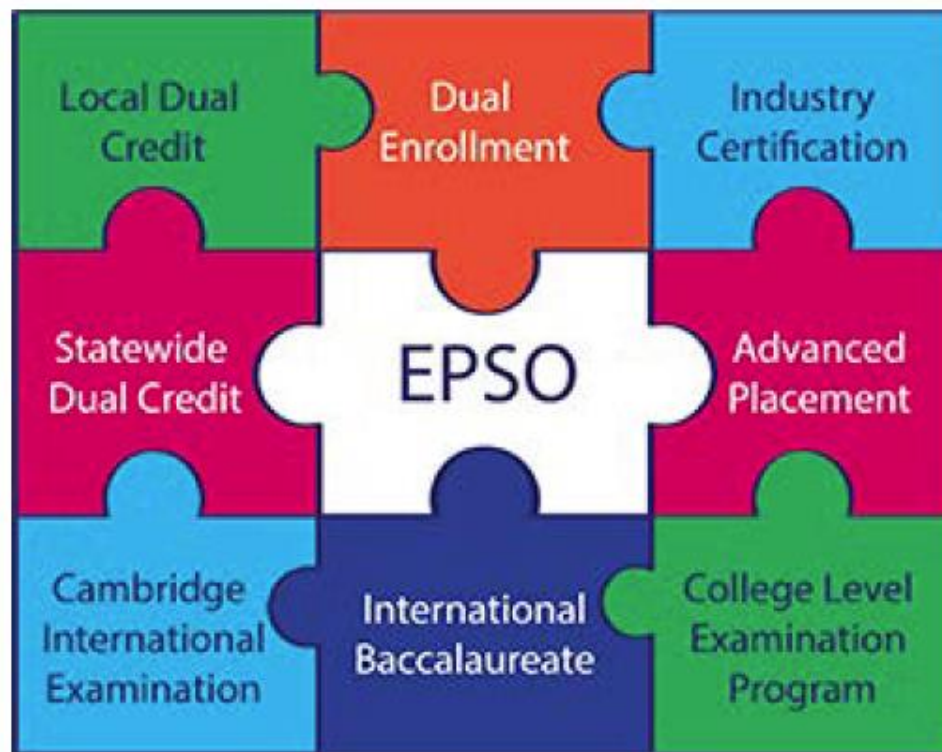 Local Dual
Credit
Dual
Enrollment
Industry
Certification
Statewide
Dual Credit
EPSO
Advanced
Placement
Cambridge
International
Examination
International
Baccalaureate
College Level
Examination
Program